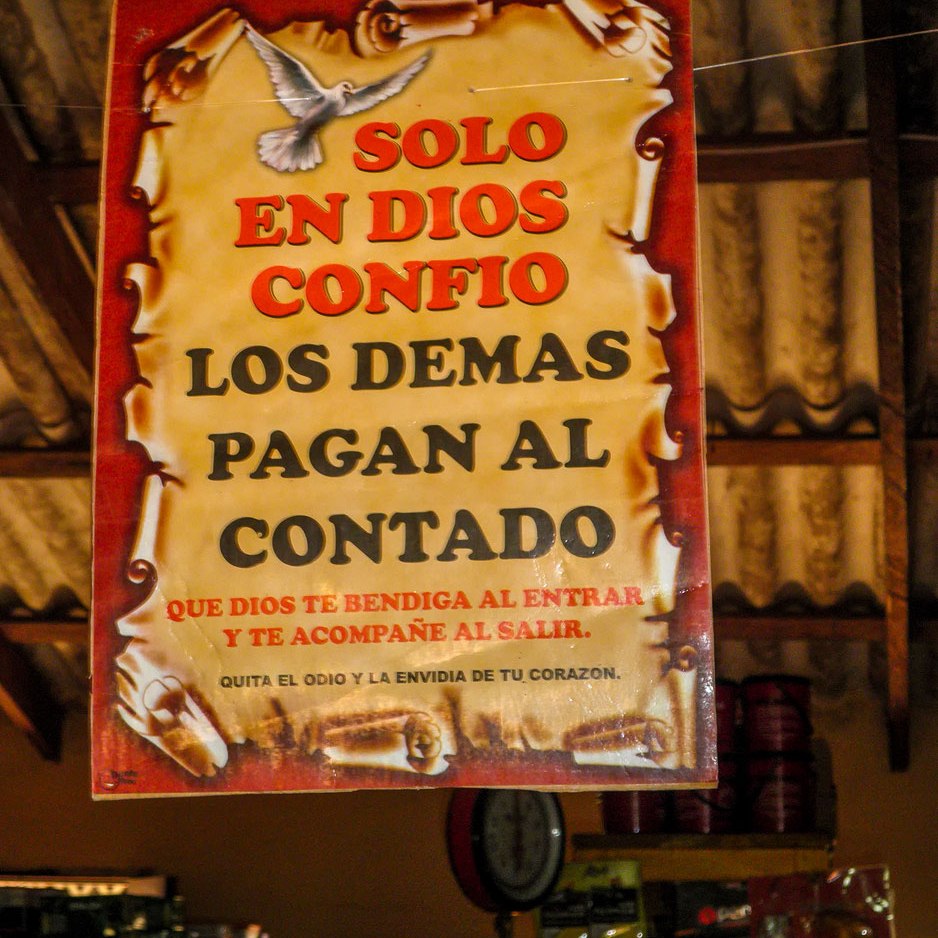 SOLO
EN DIOS
CONFIO
LOS DEMAS
PAGAN AL
CONTADO
QUE DIOS TE BENDIGA AL ENTRAR
Y TE ACOMPAÑE AL SALIR.
QUITA EL ODIO Y LA ENVIDIA DE TU CORAZON.